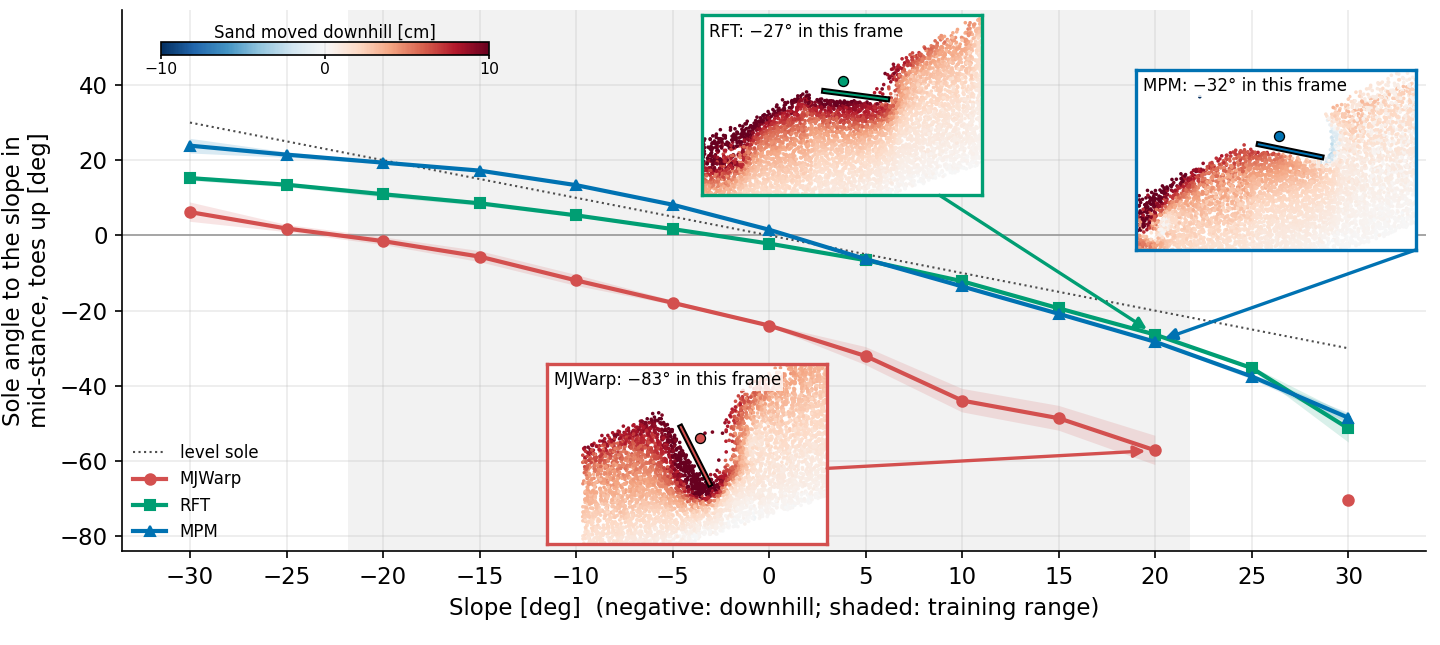 Sand moved downhill [cm]
−10 0 10
RFT: −27° in this frame
MPM: −32° in this frame
MJWarp: −83° in this frame
Sole angle to the slope in
mid-stance, toes up [deg]
40
20
0
−20
−40
−60
−80
level sole
MJWarp
RFT
MPM
−30 −25 −20 −15 −10 −5 0 5 10 15 20 25 30
Slope [deg]  (negative: downhill; shaded: training range)